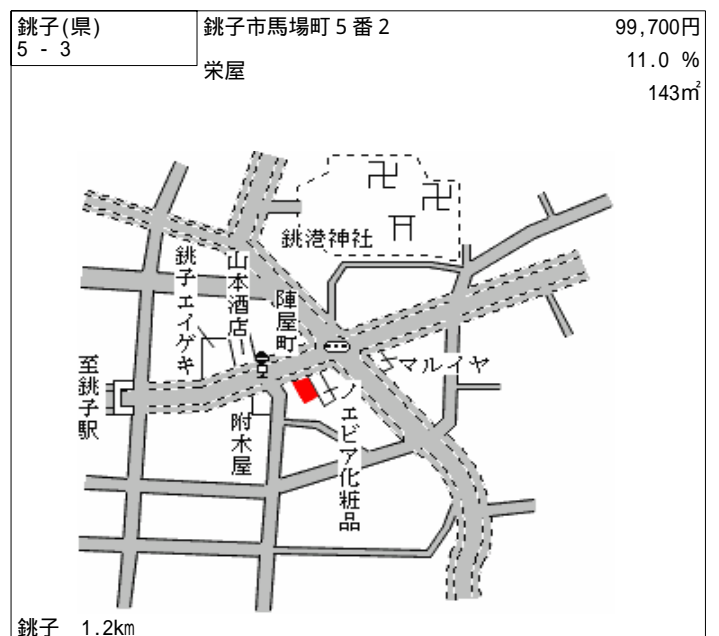 銚子(県)
5 - 3
銚子市馬場町5番2
栄屋
99,700円
11.0 %
143㎡
銚港神社
銚子エイゲキ
山本酒店
陣屋町
マルイヤ
至銚子駅
附木屋
ノエビア化粧品
銚子 1.2km